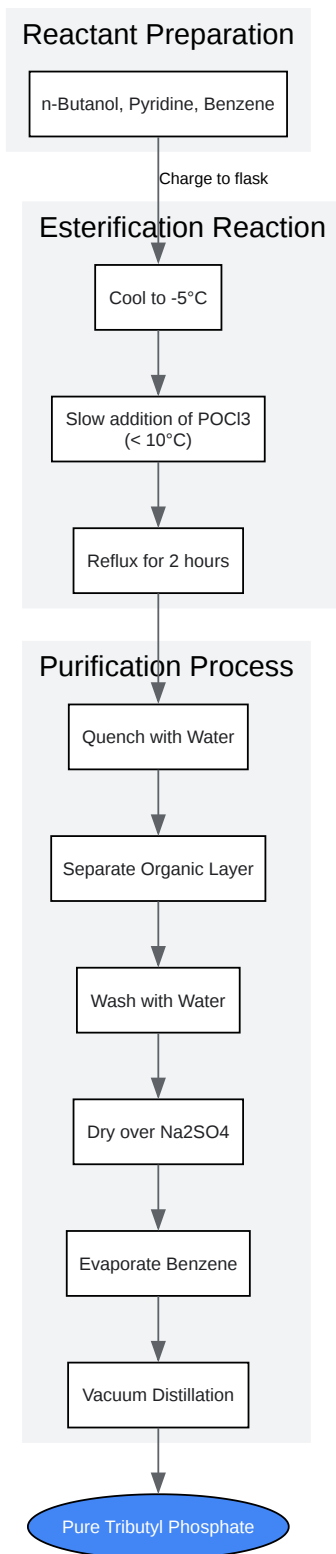 Reactant Preparation
n-Butanol, Pyridine, Benzene
Charge to flask
Esterification Reaction
Cool to -5°C
Slow addition of POCl3
(< 10°C)
Reflux for 2 hours
Purification Process
Quench with Water
Separate Organic Layer
Wash with Water
Dry over Na2SO4
Evaporate Benzene
Vacuum Distillation
Pure Tributyl Phosphate